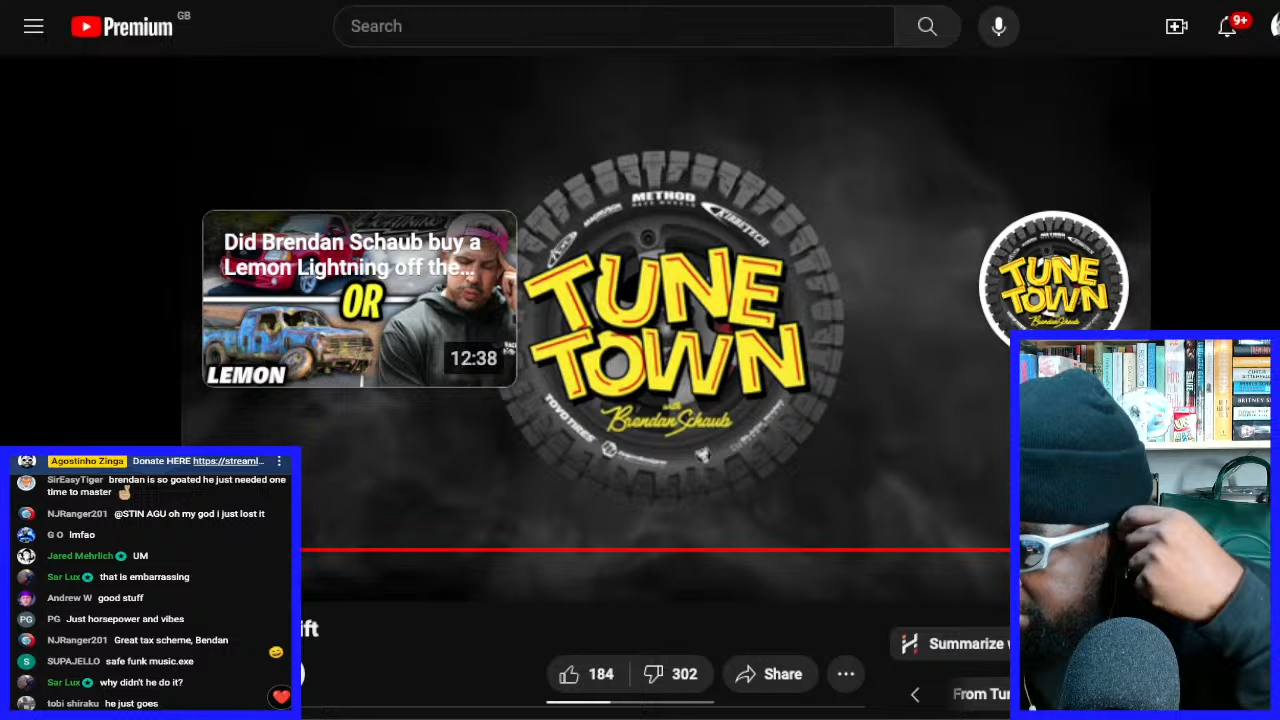 Premium GB
Search
9+
Did Brendan Schaub buy a
Lemon Lightning off the...
OR
LEMON
12:38
METHOD
TUNE
TOWN
with
Brendan Schaub
TOYO TIRES
TUNE
TOWN
Brendan Schaub
Agostinho Zinga Donate HERE https://streaml...
SirEasyTiger brendan is so goated he just needed one
time to master
NJRanger201 @STIN AGU oh my god i just lost it
G O lmfao
Jared Mehrlich UM
Sar Lux that is embarrassing
Andrew W good stuff
PG PG Just horsepower and vibes
NJRanger201 Great tax scheme, Bendan
S SUPAJELLO safe funk music.exe
Sar Lux why didn't he do it?
tobi shiraku he just goes
ift
184
302
Share
Summarize
From Tun